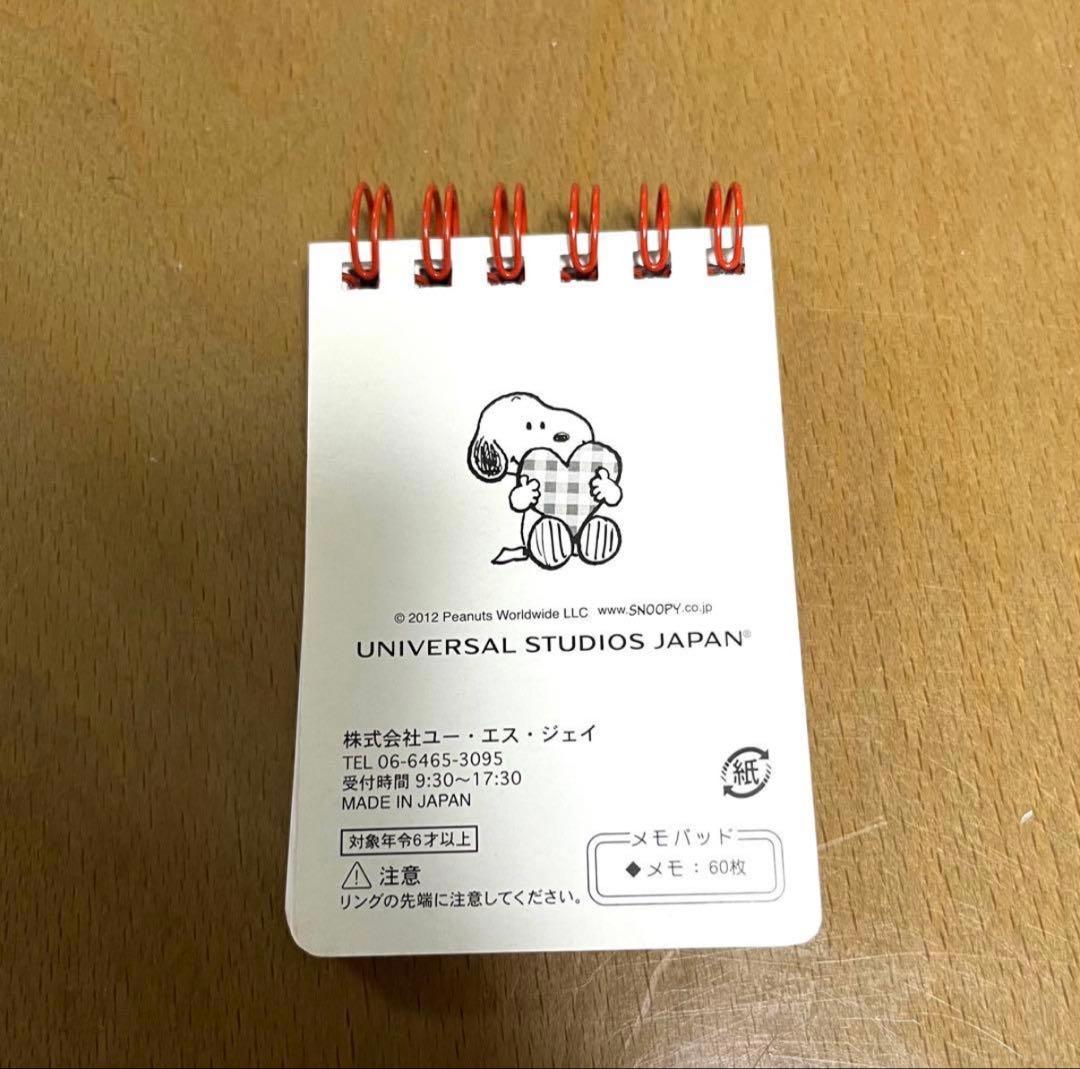 © 2012 Peanuts Worldwide LLC www.SNOOPY.co.jp
UNIVERSAL STUDIOS JAPAN®
株式会社ユー・エス・ジェイ
TEL 06-6465-3095
受付時間 9:30〜17:30
MADE IN JAPAN
紙
対象年令6才以上
注意
リングの先端に注意してください。
メモパッド
◆メモ：60枚